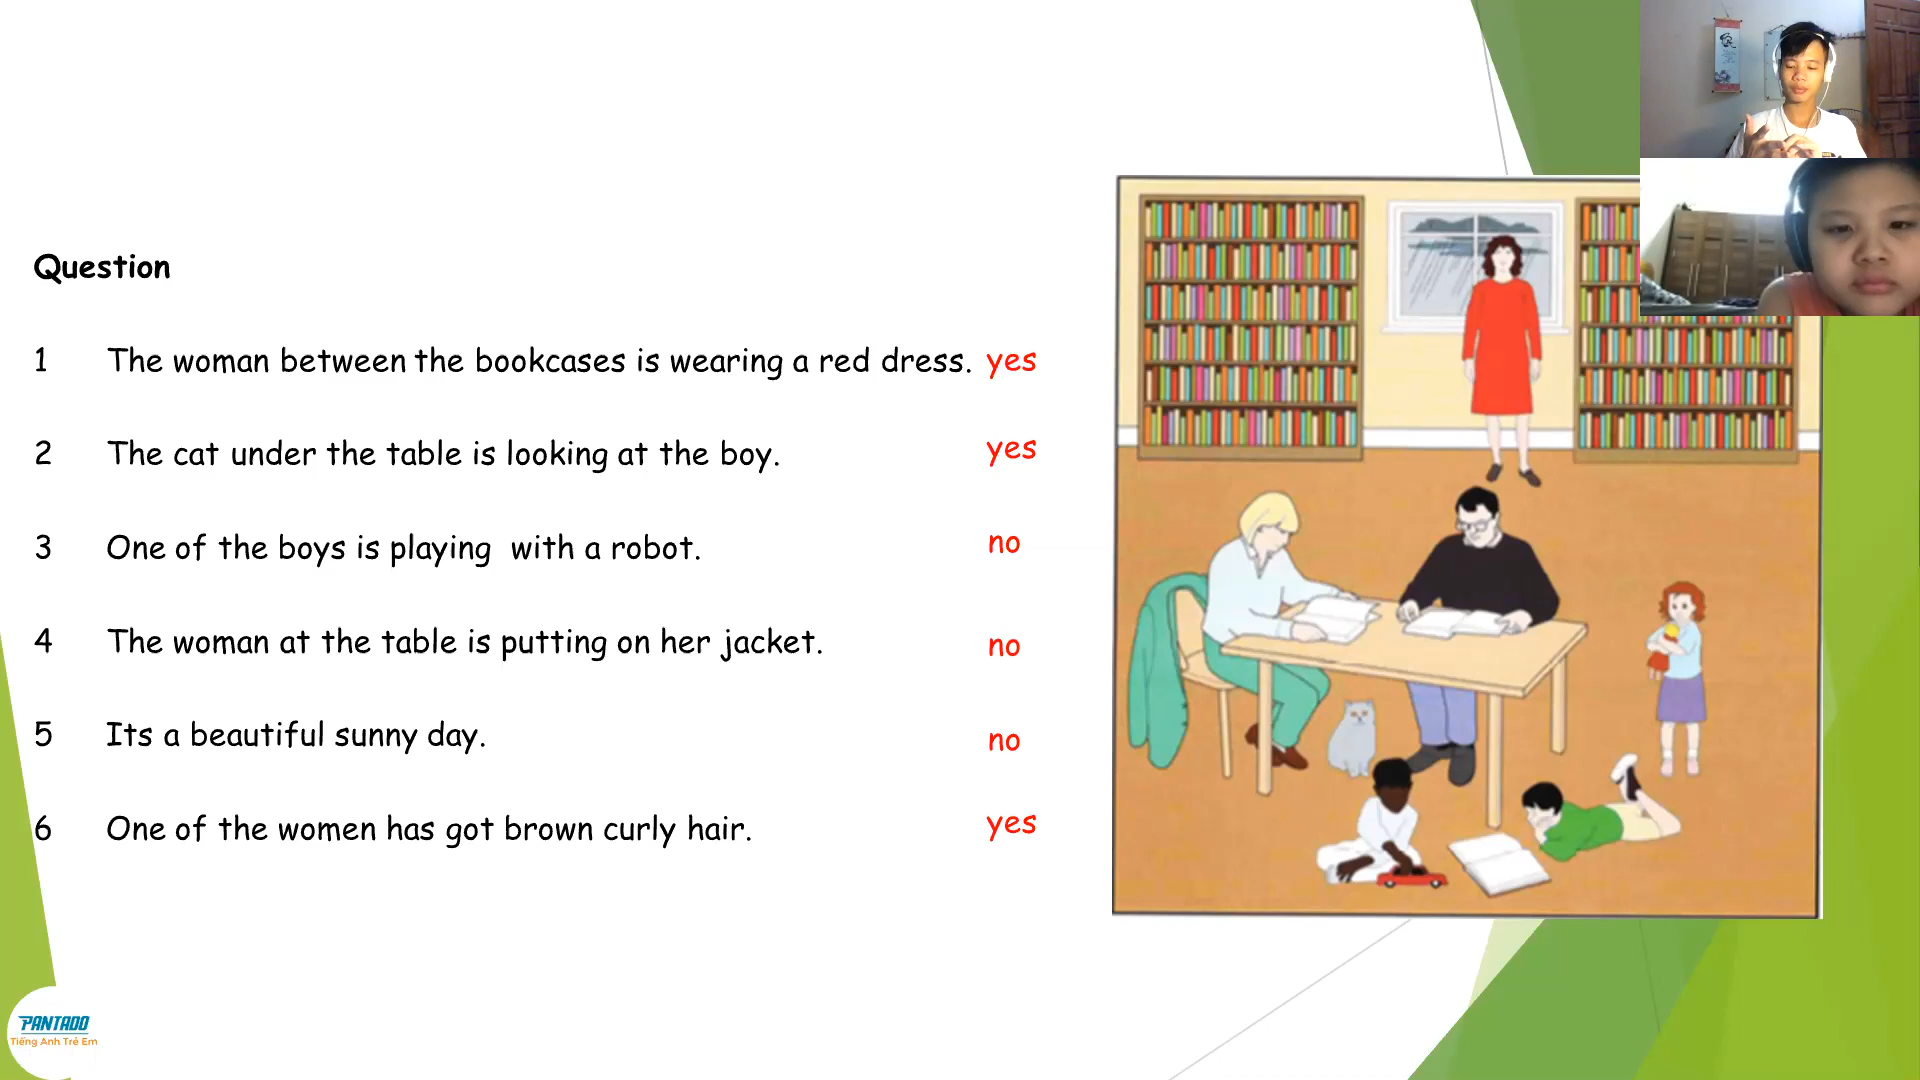 Question
1 The woman between the bookcases is wearing a red dress. yes
2 The cat under the table is looking at the boy. yes
3 One of the boys is playing with a robot. no
4 The woman at the table is putting on her jacket. no
5 Its a beautiful sunny day. no
6 One of the women has got brown curly hair. yes
PANTADO
Tiếng Anh Trẻ Em